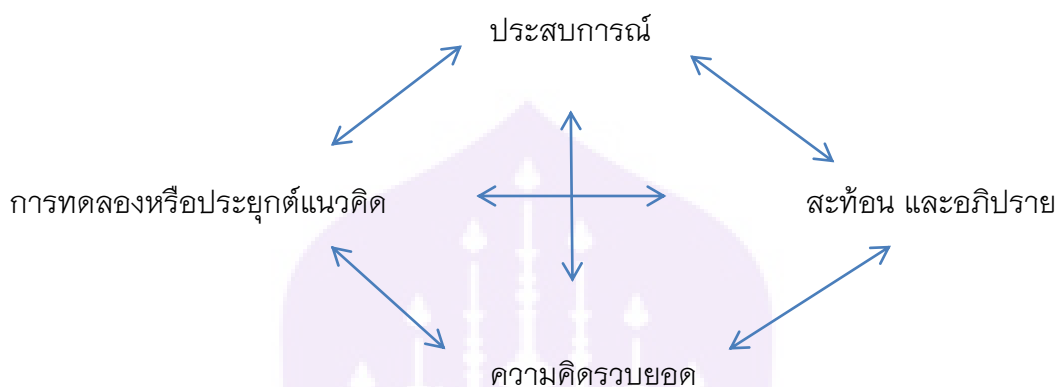 ประสบการณ์
การทดลองหรือประยุกต์แนวคิด
สะท้อน และอภิปราย
ความคิดรวบยอด